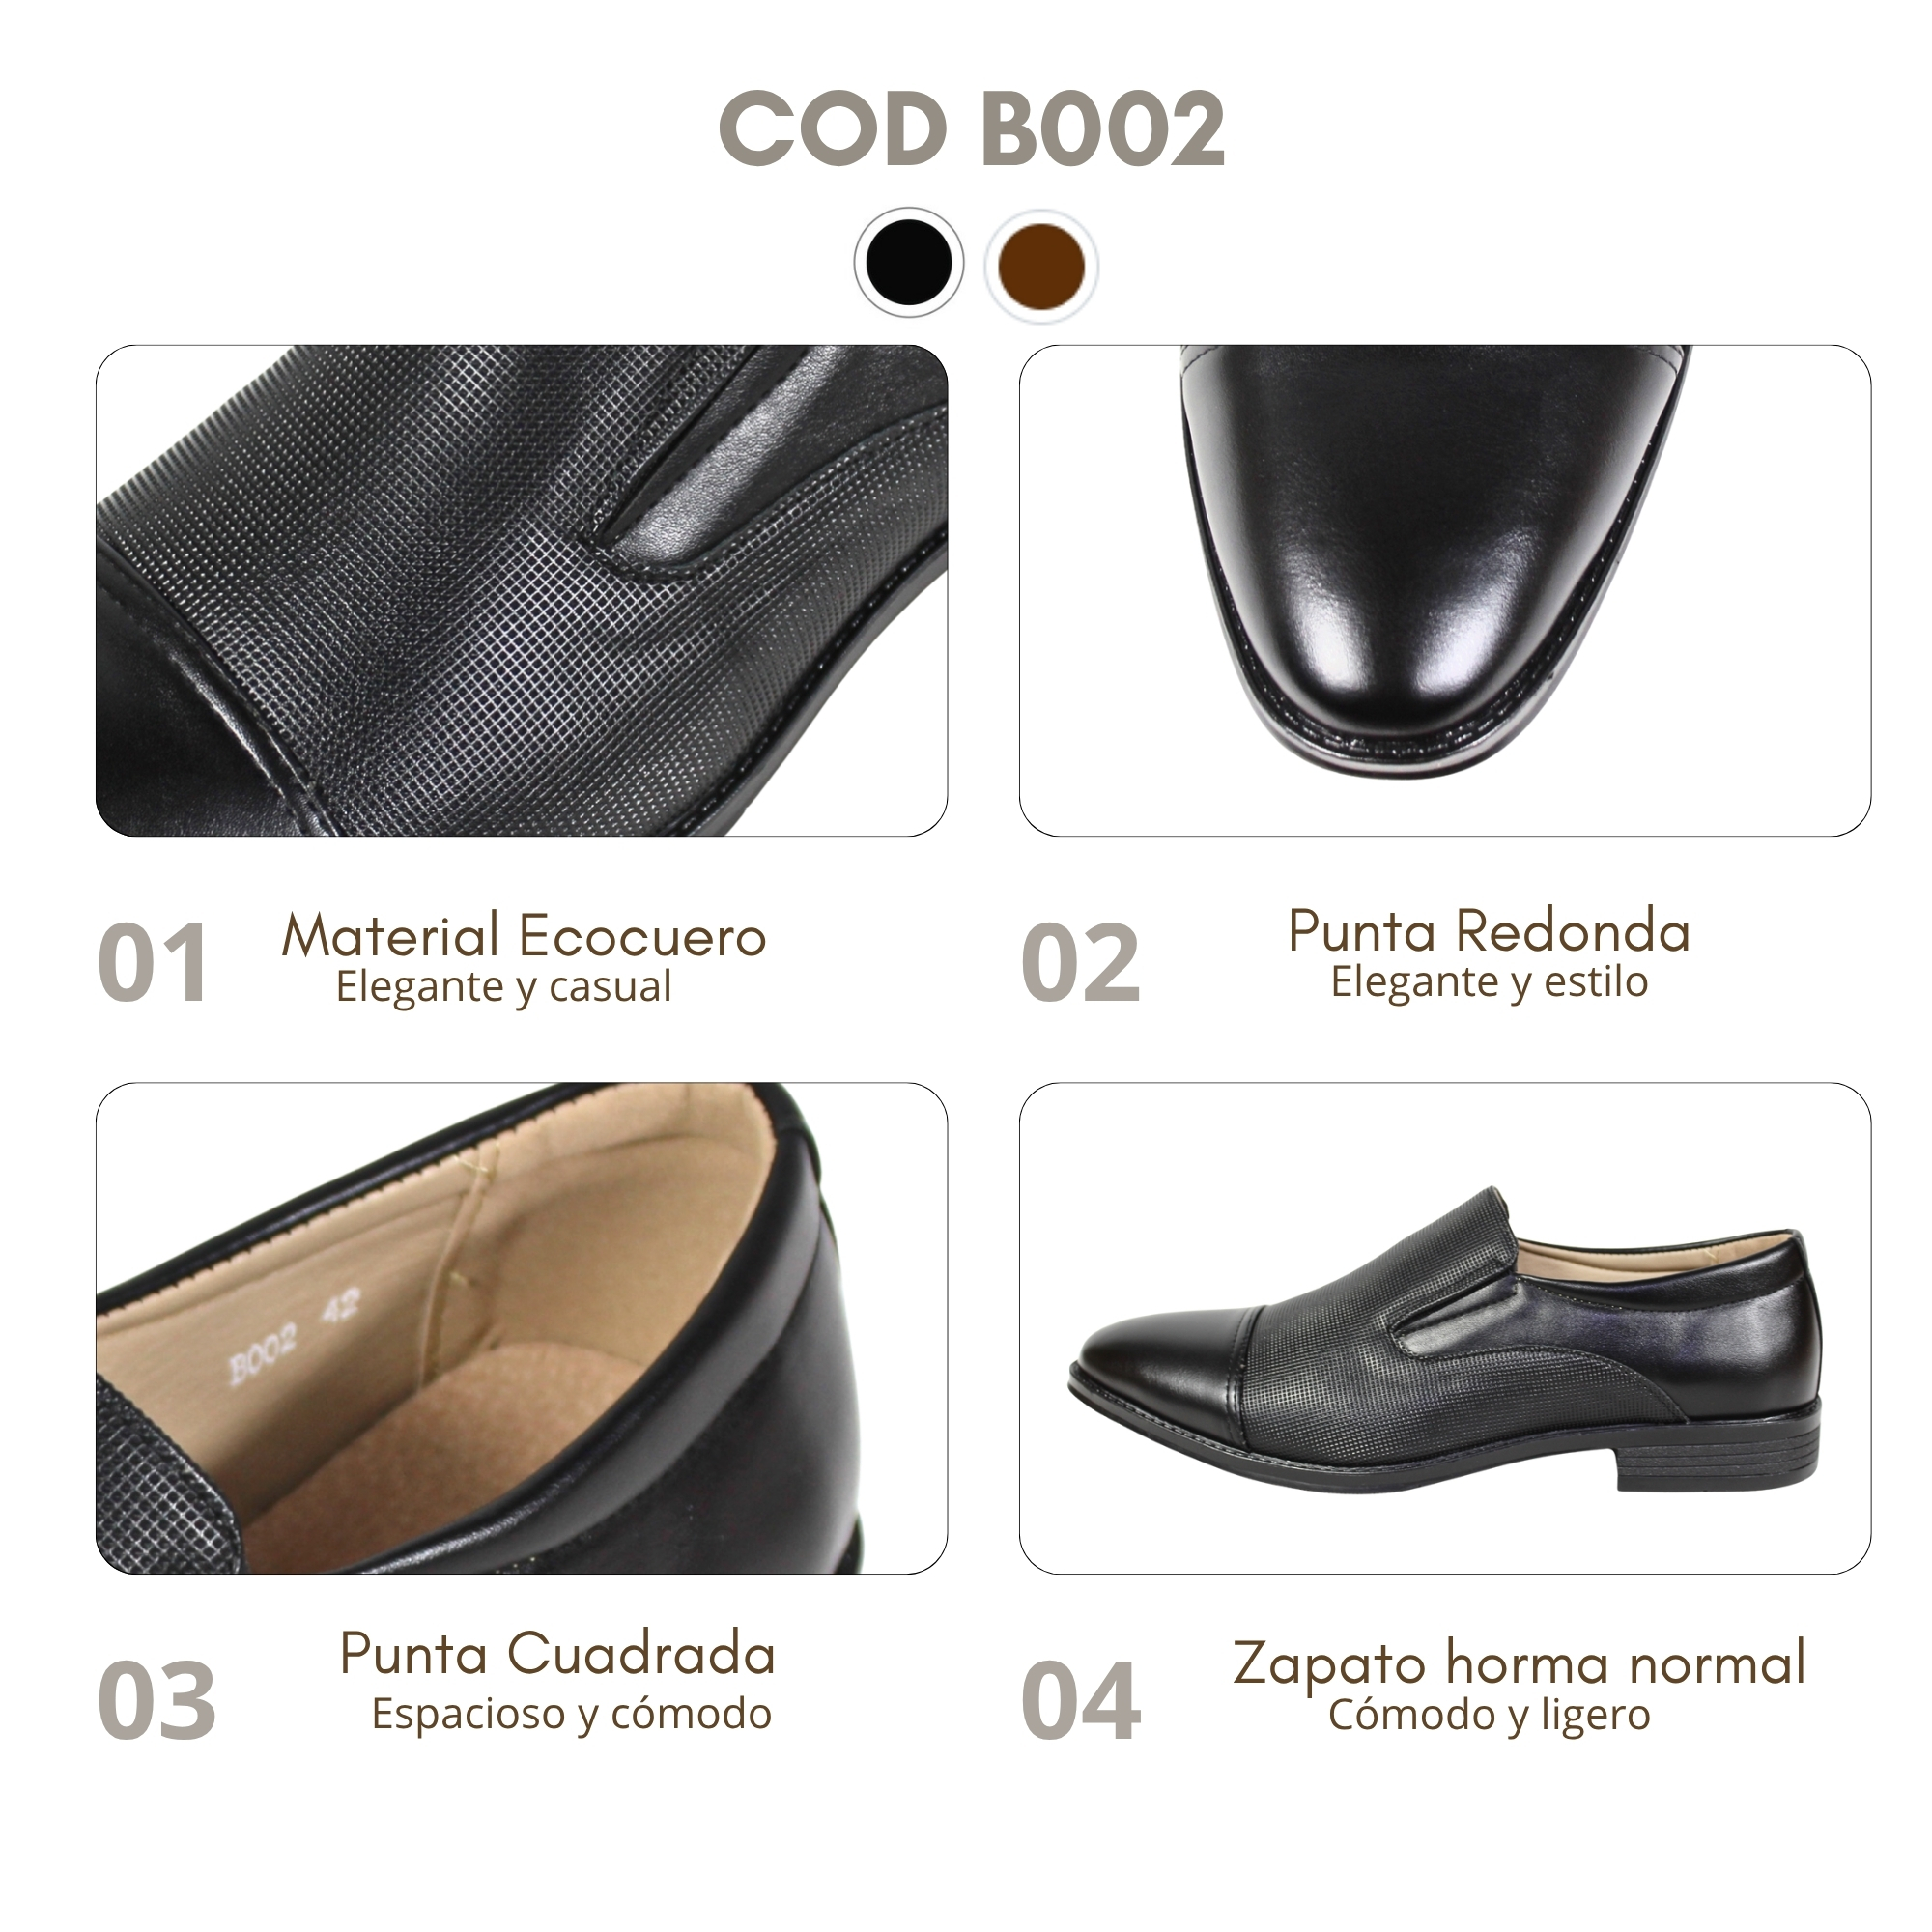 COD B002
01
Material Ecocuero
Elegante y casual
02
Punta Redonda
Elegante y estilo
B002 42
03
Punta Cuadrada
Espacioso y cómodo
04
Zapato horma normal
Cómodo y ligero